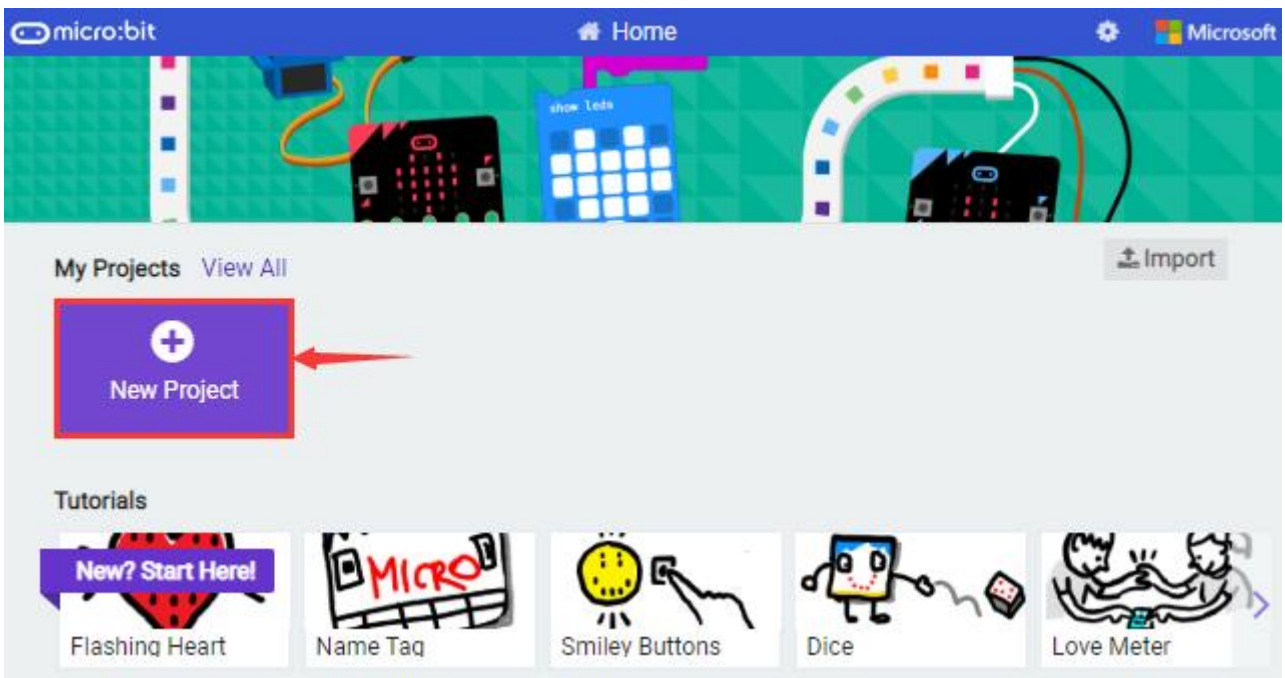 micro:bit
Home
Microsoft
show leds
My Projects View All
Import
New Project
Tutorials
New? Start Here!
MICRO
Flashing Heart
Name Tag
Smiley Buttons
Dice
Love Meter